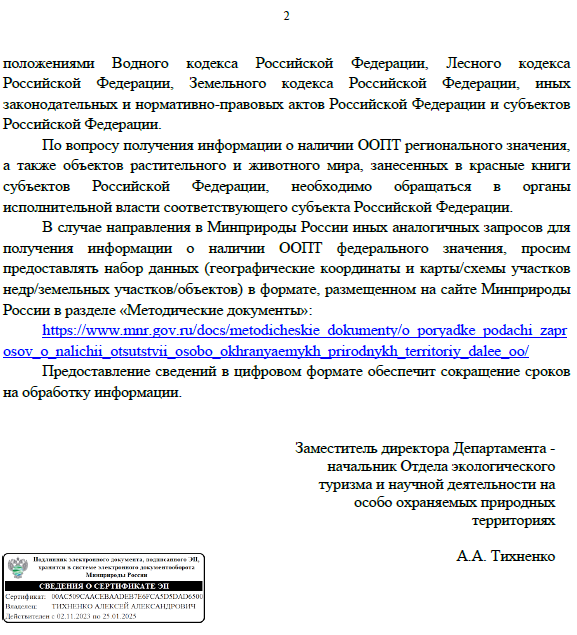 2
положениями Водного кодекса Российской Федерации, Лесного кодекса
Российской Федерации, Земельного кодекса Российской Федерации, иных
законодательных и нормативно-правовых актов Российской Федерации и субъектов
Российской Федерации.
По вопросу получения информации о наличии ООПТ регионального значения,
а также объектов растительного и животного мира, занесенных в красные книги
субъектов Российской Федерации, необходимо обращаться в органы
исполнительной власти соответствующего субъекта Российской Федерации.
В случае направления в Минприроды России иных аналогичных запросов для
получения информации о наличии ООПТ федерального значения, просим
предоставлять набор данных (географические координаты и карты/схемы участков
недр/земельных участков/объектов) в формате, размещенном на сайте Минприроды
России в разделе «Методические документы»:
https://www.mnr.gov.ru/docs/metodicheskie_dokumenty/o_poryadke_podachi_zapr
osov_o_nalichii_otsutstvii_osobo_okhranyaemykh_prirodnykh_territoriy_dalee_oo/
Предоставление сведений в цифровом формате обеспечит сокращение сроков
на обработку информации.
Заместитель директора Департамента -
начальник Отдела экологического
туризма и научной деятельности на
особо охраняемых природных
территориях
А.А. Тихненко
Подлинник электронного документа, подписанного ЭП,
хранится в системе электронного документооборота
Минприроды России
СВЕДЕНИЯ О СЕРТИФИКАТЕ ЭП
Сертификат: 00AC509CAACEBAADEB7E6FCA5D5DAD6500
Владелец: ТИХНЕНКО АЛЕКСЕЙ АЛЕКСАНДРОВИЧ
Действителен с 02.11.2023 по 25.01.2025